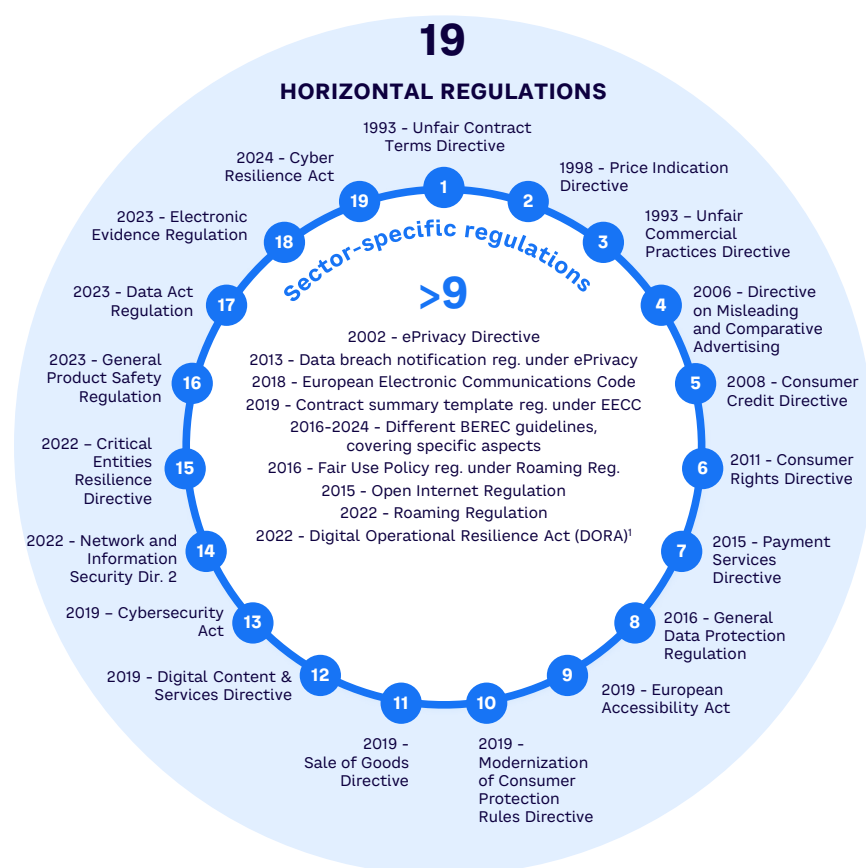 19
HORIZONTAL REGULATIONS
1
1993 - Unfair Contract
Terms Directive
2
1998 - Price Indication
Directive
3
1993 – Unfair
Commercial
Practices Directive
4
2006 - Directive
on Misleading
and Comparative
Advertising
5
2008 - Consumer
Credit Directive
6
2011 - Consumer
Rights Directive
7
2015 - Payment
Services
Directive
8
2016 - General
Data Protection
Regulation
9
2019 - European
Accessibility Act
10
2019 -
Modernization
of Consumer
Protection
Rules Directive
11
2019 -
Sale of Goods
Directive
12
2019 - Digital Content &
Services Directive
13
2019 – Cybersecurity
Act
14
2022 - Network and
Information
Security Dir. 2
15
2022 – Critical
Entities
Resilience
Directive
16
2023 - General
Product Safety
Regulation
17
2023 - Data Act
Regulation
18
2023 - Electronic
Evidence Regulation
19
2024 - Cyber
Resilience Act
Sector-specific regulations
>9
2002 - ePrivacy Directive
2013 - Data breach notification reg. under ePrivacy
2018 - European Electronic Communications Code
2019 - Contract summary template reg. under EECC
2016-2024 - Different BEREC guidelines,
covering specific aspects
2016 - Fair Use Policy reg. under Roaming Reg.
2015 - Open Internet Regulation
2022 - Roaming Regulation
2022 - Digital Operational Resilience Act (DORA)¹